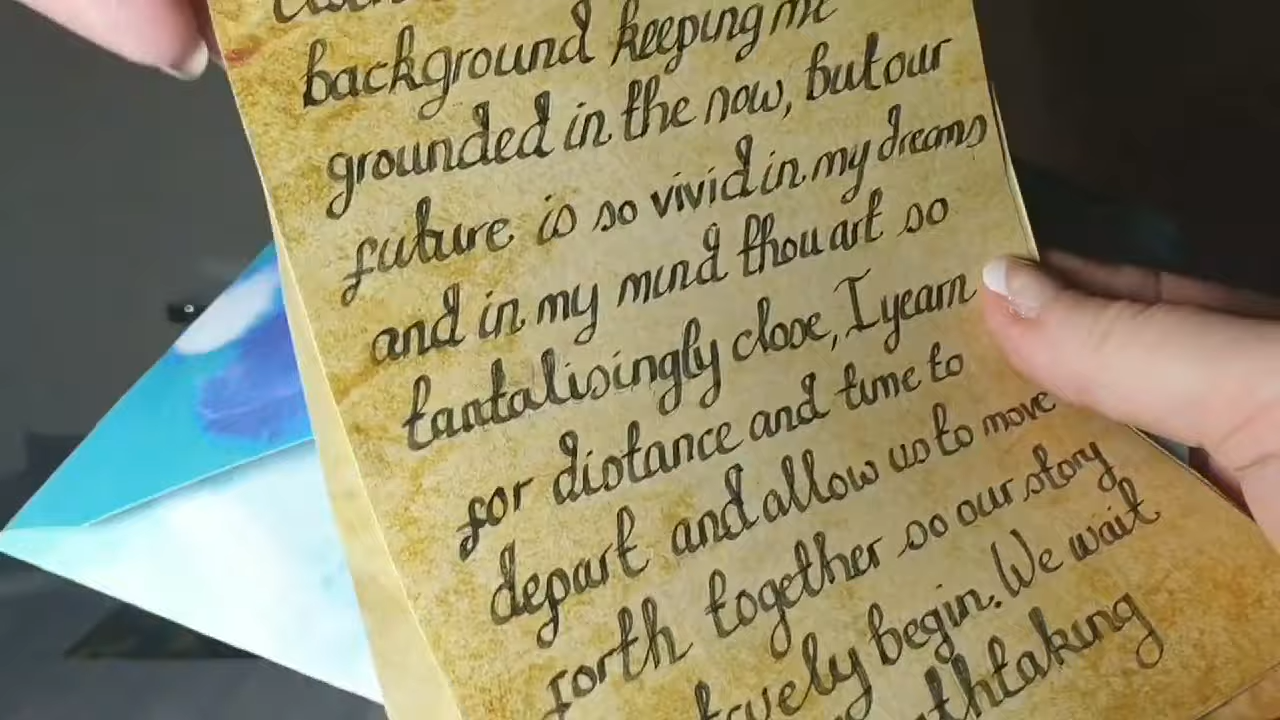 background keeping me
grounded in the now, but our
future is so vivid in my dreams
and in my mind thou art so
tantalisingly close, I yearn
for distance and time to
depart and allow us to move
forth together so our story
truely begin. We wait